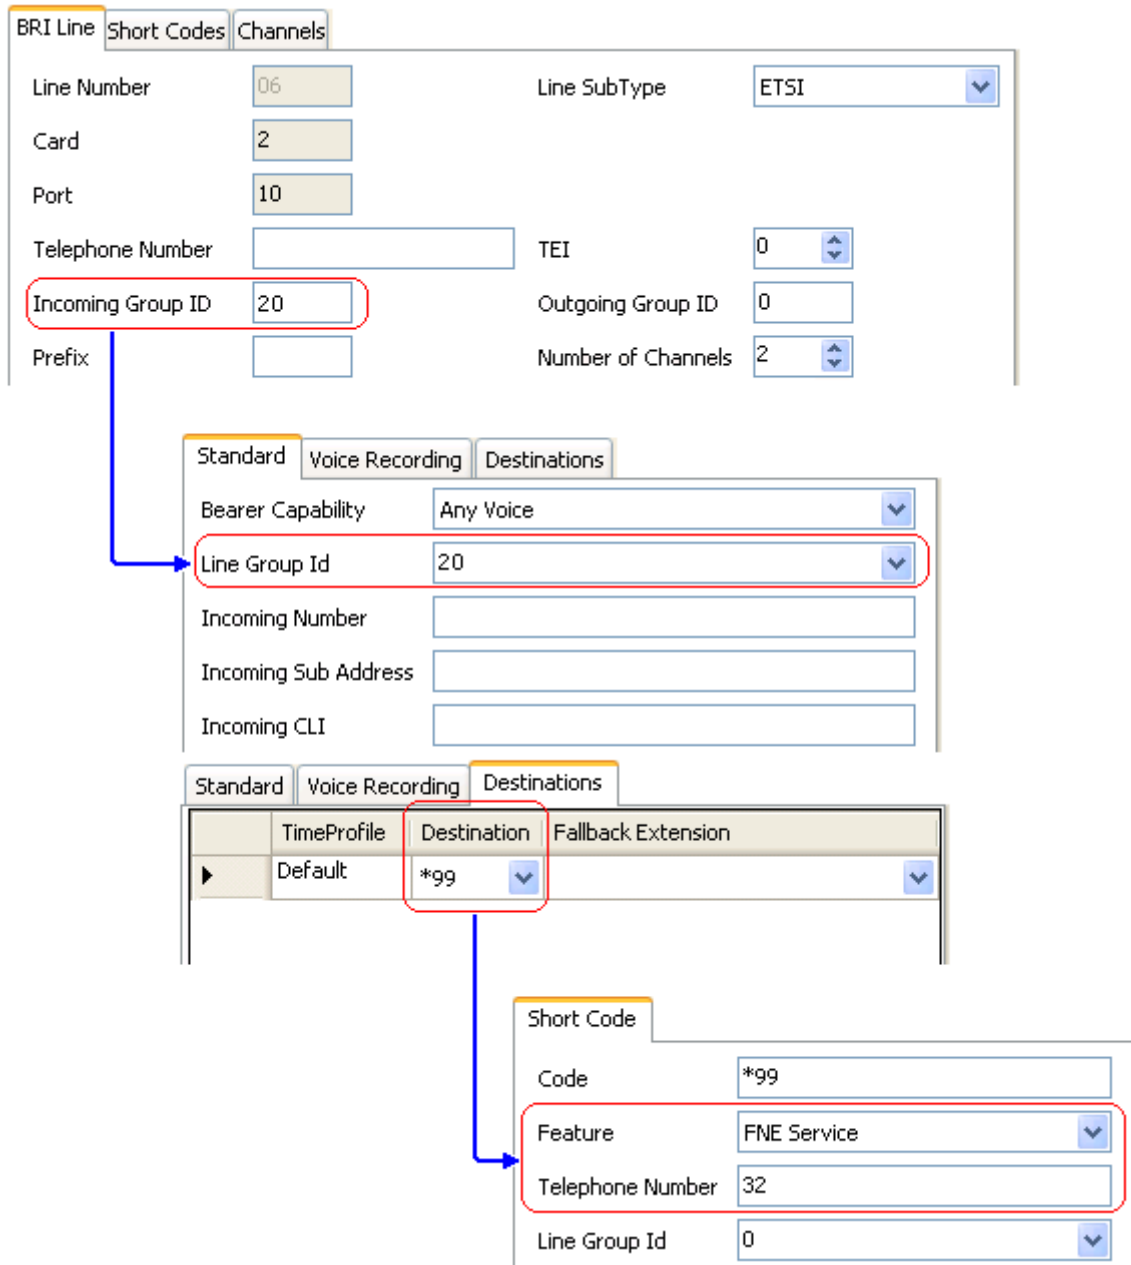 BRI Line Short Codes Channels
Line Number 06 Line SubType ETSI
Card 2
Port 10
Telephone Number TEI 0
Incoming Group ID 20 Outgoing Group ID 0
Prefix Number of Channels 2
Standard Voice Recording Destinations
Bearer Capability Any Voice
Line Group Id 20
Incoming Number
Incoming Sub Address
Incoming CLI
Standard Voice Recording Destinations
TimeProfile Destination Fallback Extension
Default *99
Short Code
Code *99
Feature FNE Service
Telephone Number 32
Line Group Id 0